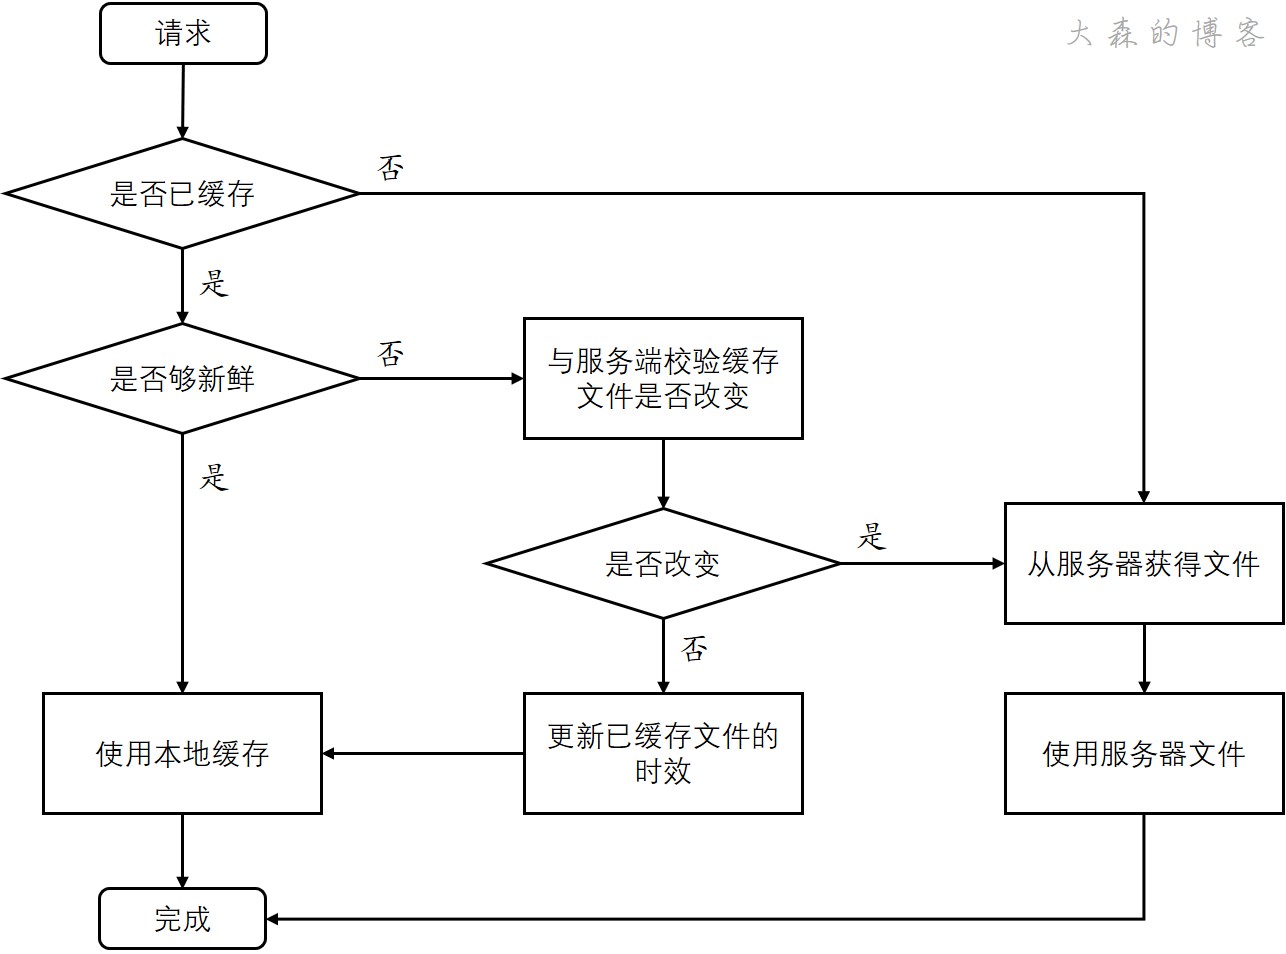 请求
大森的博客
否
是否已缓存
是
否
与服务端校验缓存
文件是否改变
是否够新鲜
是
是
是否改变
从服务器获得文件
否
更新已缓存文件的
时效
使用本地缓存
使用服务器文件
完成